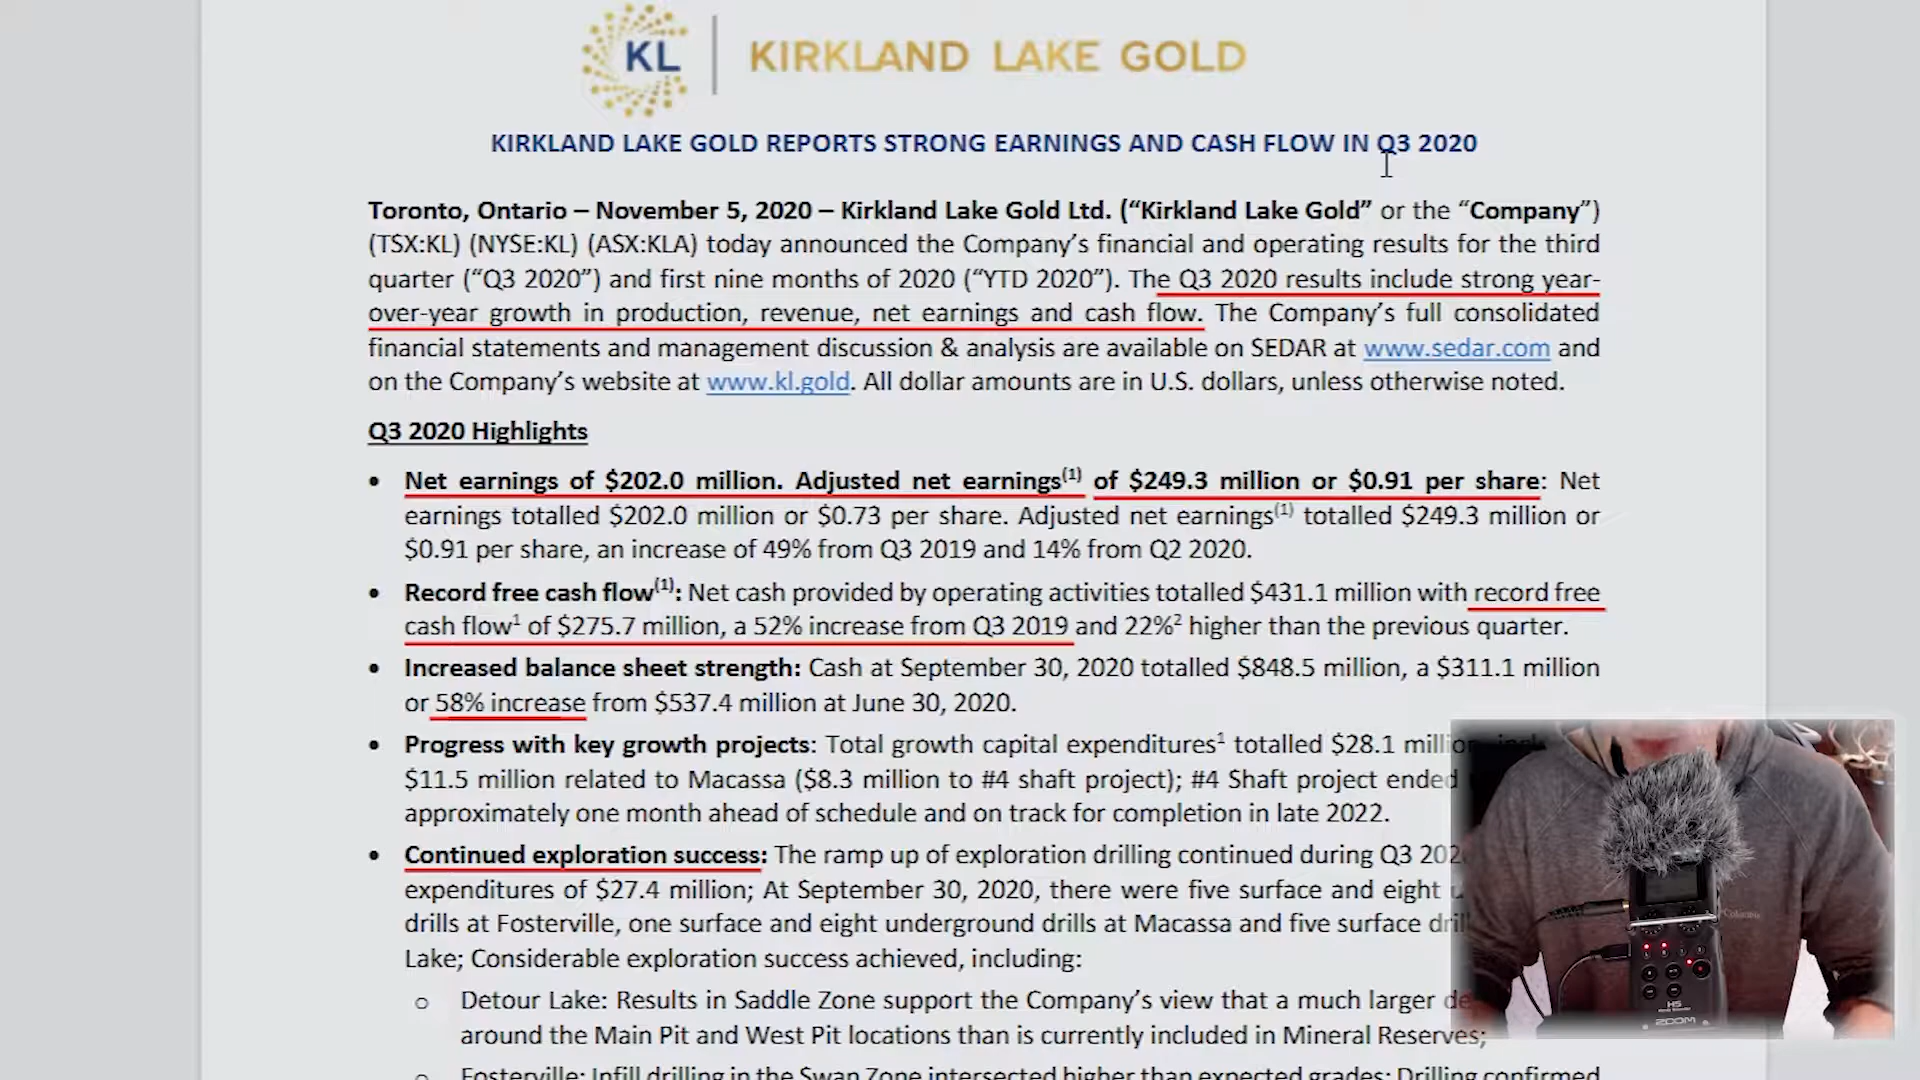 KL | KIRKLAND LAKE GOLD
KIRKLAND LAKE GOLD REPORTS STRONG EARNINGS AND CASH FLOW IN Q3 2020
Toronto, Ontario – November 5, 2020 – Kirkland Lake Gold Ltd. (“Kirkland Lake Gold” or the “Company”)
(TSX:KL) (NYSE:KL) (ASX:KLA) today announced the Company’s financial and operating results for the third
quarter (“Q3 2020”) and first nine months of 2020 (“YTD 2020”). The Q3 2020 results include strong year-
over-year growth in production, revenue, net earnings and cash flow. The Company’s full consolidated
financial statements and management discussion & analysis are available on SEDAR at www.sedar.com and
on the Company’s website at www.kl.gold. All dollar amounts are in U.S. dollars, unless otherwise noted.
Q3 2020 Highlights
• Net earnings of $202.0 million. Adjusted net earnings(1) of $249.3 million or $0.91 per share: Net
earnings totalled $202.0 million or $0.73 per share. Adjusted net earnings(1) totalled $249.3 million or
$0.91 per share, an increase of 49% from Q3 2019 and 14% from Q2 2020.
• Record free cash flow(1): Net cash provided by operating activities totalled $431.1 million with record free
cash flow1 of $275.7 million, a 52% increase from Q3 2019 and 22%2 higher than the previous quarter.
• Increased balance sheet strength: Cash at September 30, 2020 totalled $848.5 million, a $311.1 million
or 58% increase from $537.4 million at June 30, 2020.
• Progress with key growth projects: Total growth capital expenditures1 totalled $28.1 million,
$11.5 million related to Macassa ($8.3 million to #4 shaft project); #4 Shaft project ended
approximately one month ahead of schedule and on track for completion in late 2022.
• Continued exploration success: The ramp up of exploration drilling continued during Q3
expenditures of $27.4 million; At September 30, 2020, there were five surface and eight
drills at Fosterville, one surface and eight underground drills at Macassa and five surface
Lake; Considerable exploration success achieved, including:
o Detour Lake: Results in Saddle Zone support the Company’s view that a much larger
around the Main Pit and West Pit locations than is currently included in Mineral Reserves;
o Fosterville: Infill drilling in the Swan Zone intersected higher than expected grades; Drilling confirmed
Columbia
H5
ZOOM